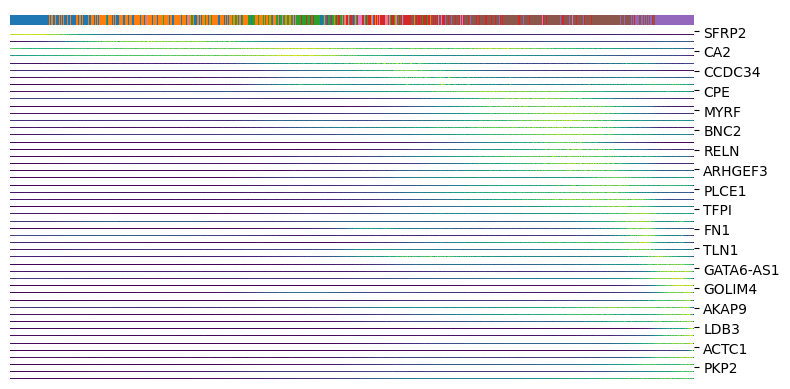 SFRP2
CA2
CCDC34
CPE
MYRF
BNC2
RELN
ARHGEF3
PLCE1
TFPI
FN1
TLN1
GATA6-AS1
GOLIM4
AKAP9
LDB3
ACTC1
PKP2